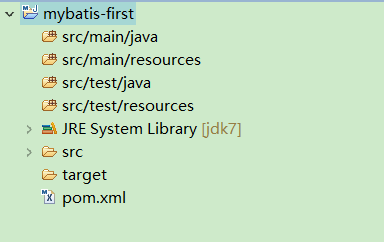 mybatis-first
src/main/java
src/main/resources
src/test/java
src/test/resources
JRE System Library [jdk7]
src
target
pom.xml